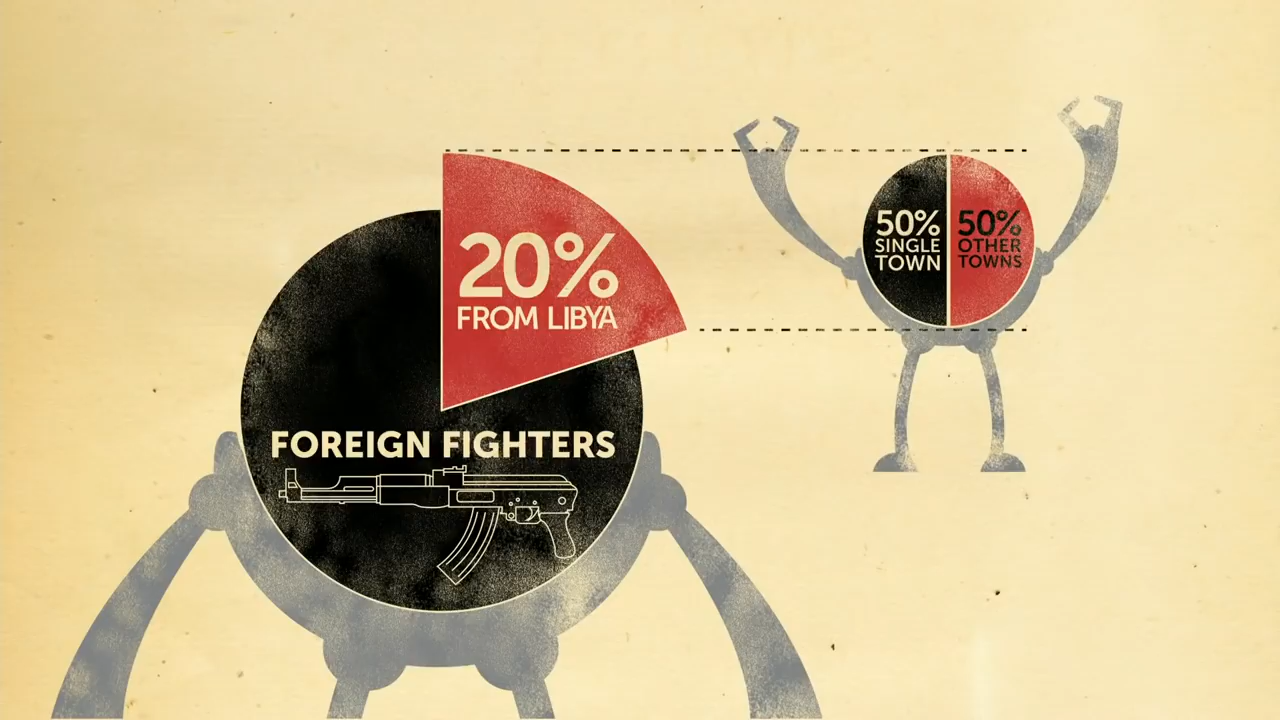 20%
FROM LIBYA
FOREIGN FIGHTERS
50%
SINGLE
TOWN
50%
OTHER
TOWNS